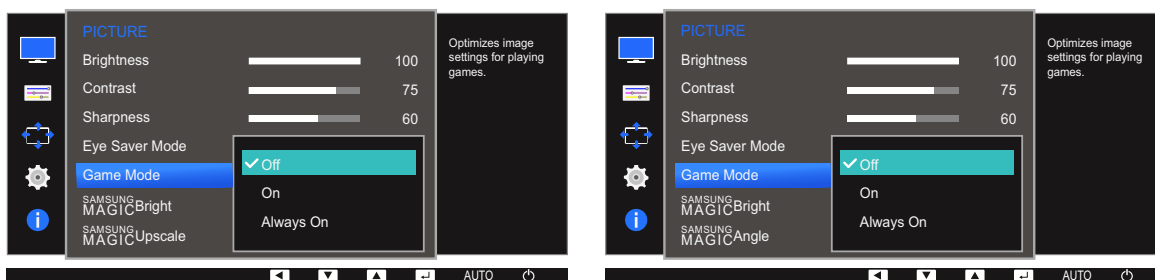 PICTURE
Brightness 100
Contrast 75
Sharpness 60
Eye Saver Mode
Game Mode
SAMSUNG
MAGICBright
SAMSUNG
MAGICUpscale
Off
On
Always On
Optimizes image
settings for playing
games.
AUTO
PICTURE
Brightness 100
Contrast 75
Sharpness 60
Eye Saver Mode
Game Mode
SAMSUNG
MAGICBright
SAMSUNG
MAGICAngle
Off
On
Always On
Optimizes image
settings for playing
games.
AUTO